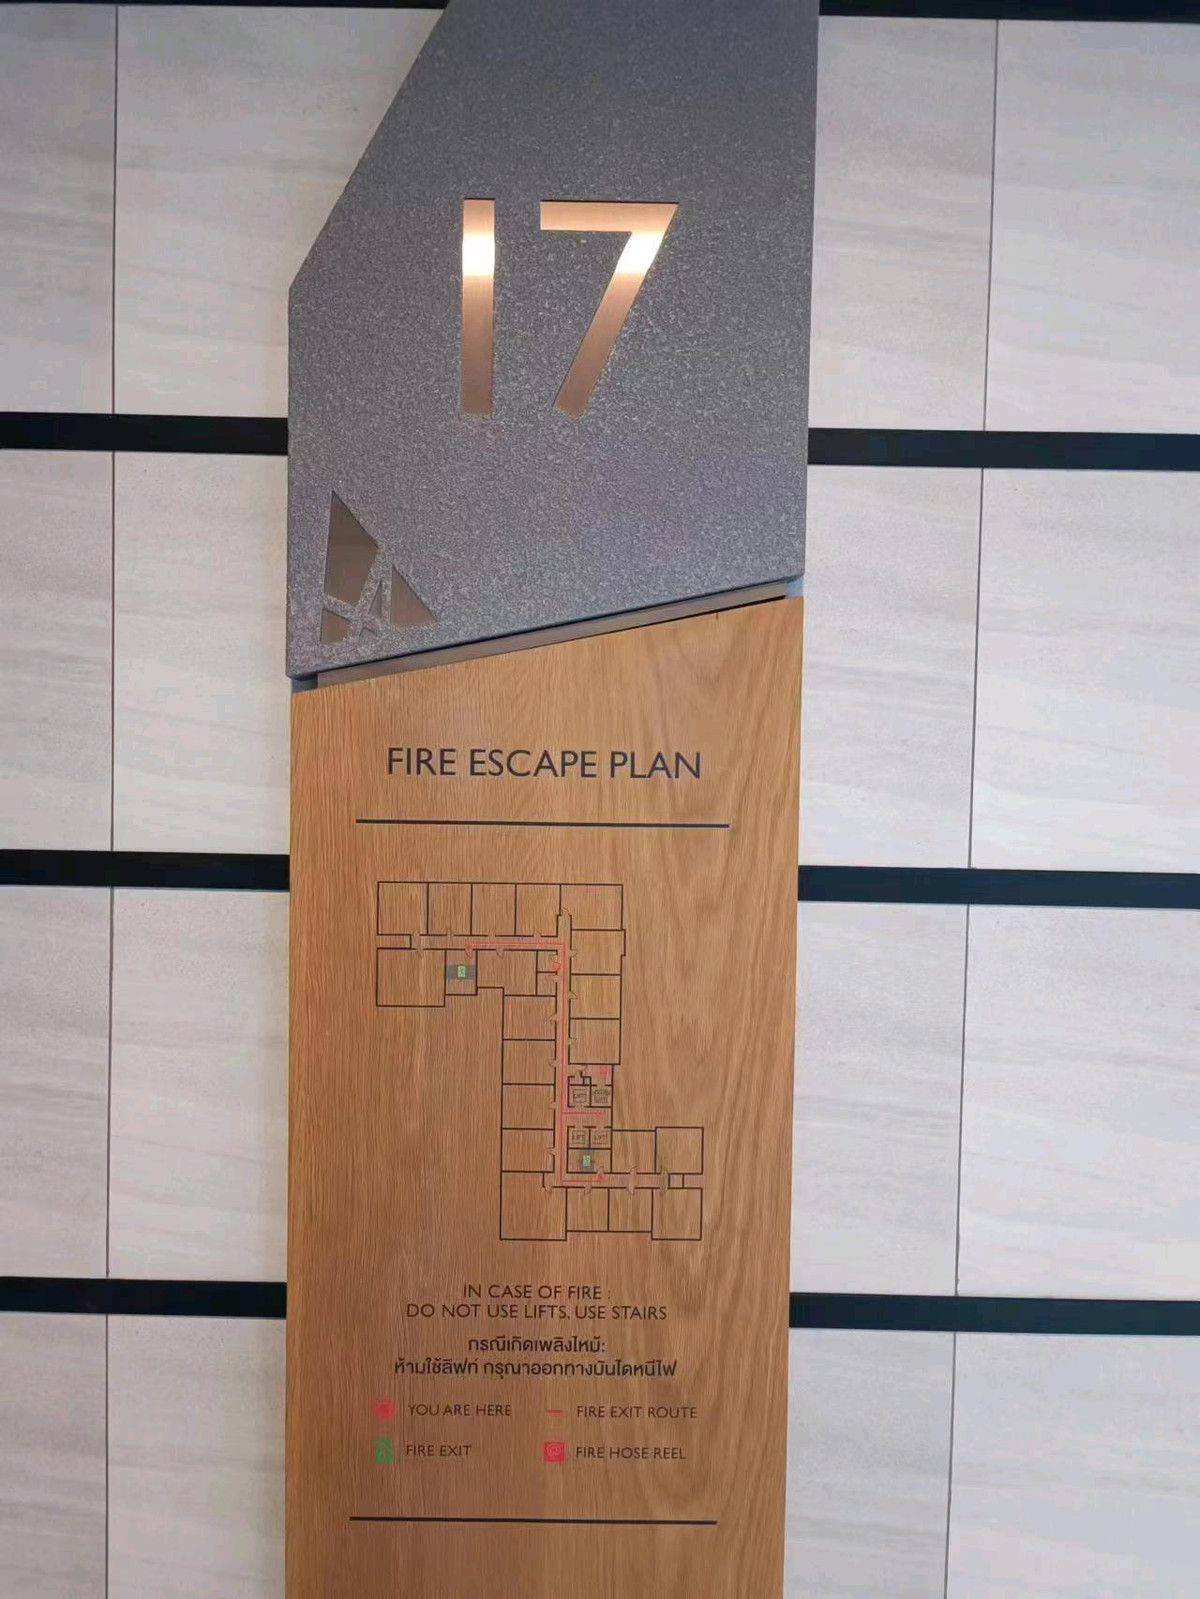 17
FIRE ESCAPE PLAN
LIFT
LIFT
LIFT
IN CASE OF FIRE :
DO NOT USE LIFTS, USE STAIRS
กรณีเกิดเพลิงไหม้:
ห้ามใช้ลิฟท์ กรุณาออกทางบันไดหนีไฟ
YOU ARE HERE
FIRE EXIT ROUTE
FIRE EXIT
FIRE HOSE REEL